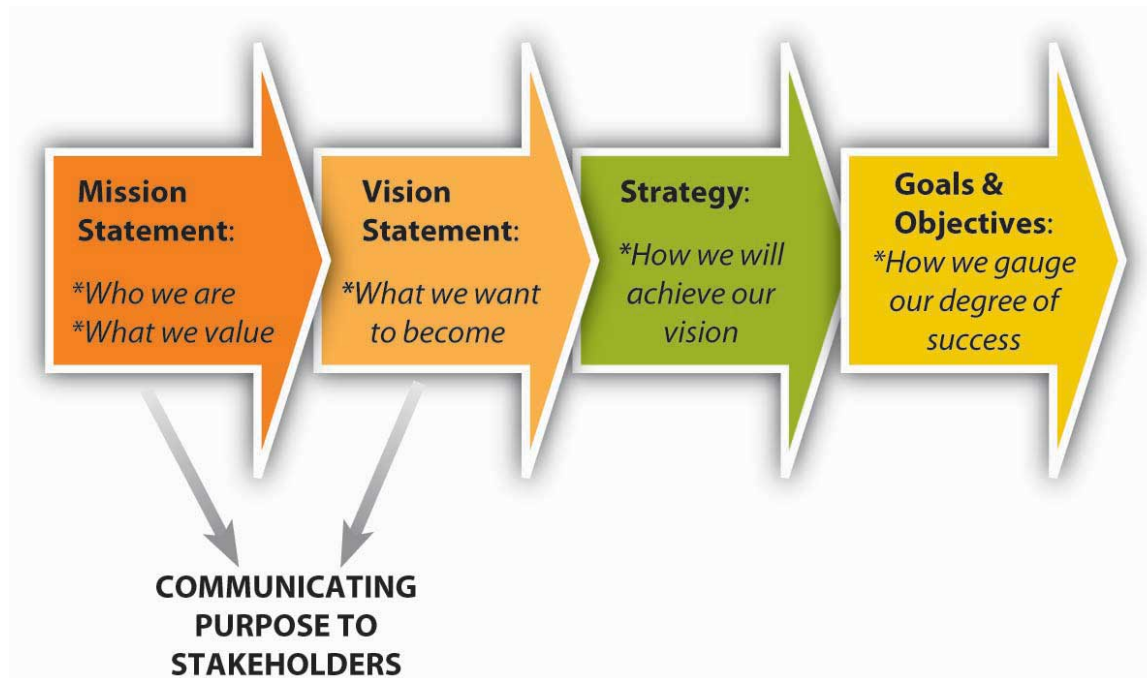 Mission
Statement:
*Who we are
*What we value
Vision
Statement:
*What we want
to become
Strategy:
*How we will
achieve our
vision
Goals &
Objectives:
*How we gauge
our degree of
success
COMMUNICATING
PURPOSE TO
STAKEHOLDERS